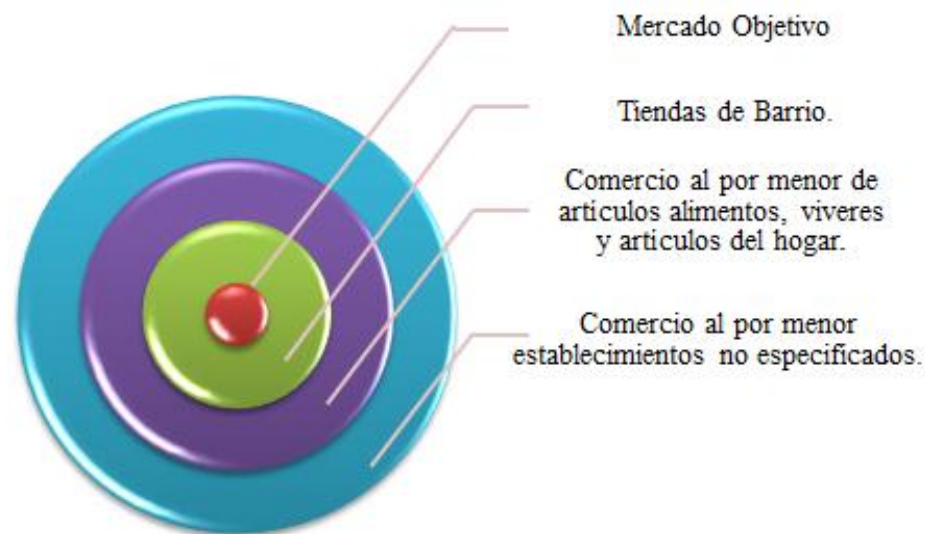 Mercado Objetivo
Tiendas de Barrio.
Comercio al por menor de
articulos alimentos, viveres
y articulos del hogar.
Comercio al por menor
establecimientos no especificados.